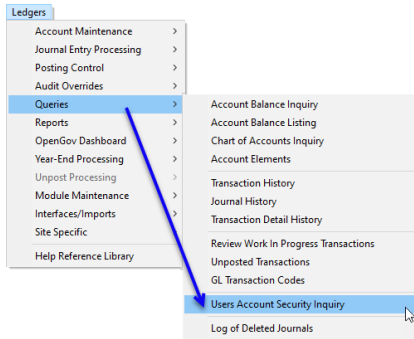 Ledgers
Account Maintenance
Journal Entry Processing
Posting Control
Audit Overrides
Queries
Reports
OpenGov Dashboard
Year-End Processing
Unpost Processing
Module Maintenance
Interfaces/Imports
Site Specific
Help Reference Library
Account Balance Inquiry
Account Balance Listing
Chart of Accounts Inquiry
Account Elements
Transaction History
Journal History
Transaction Detail History
Review Work In Progress Transactions
Unposted Transactions
GL Transaction Codes
Users Account Security Inquiry
Log of Deleted Journals